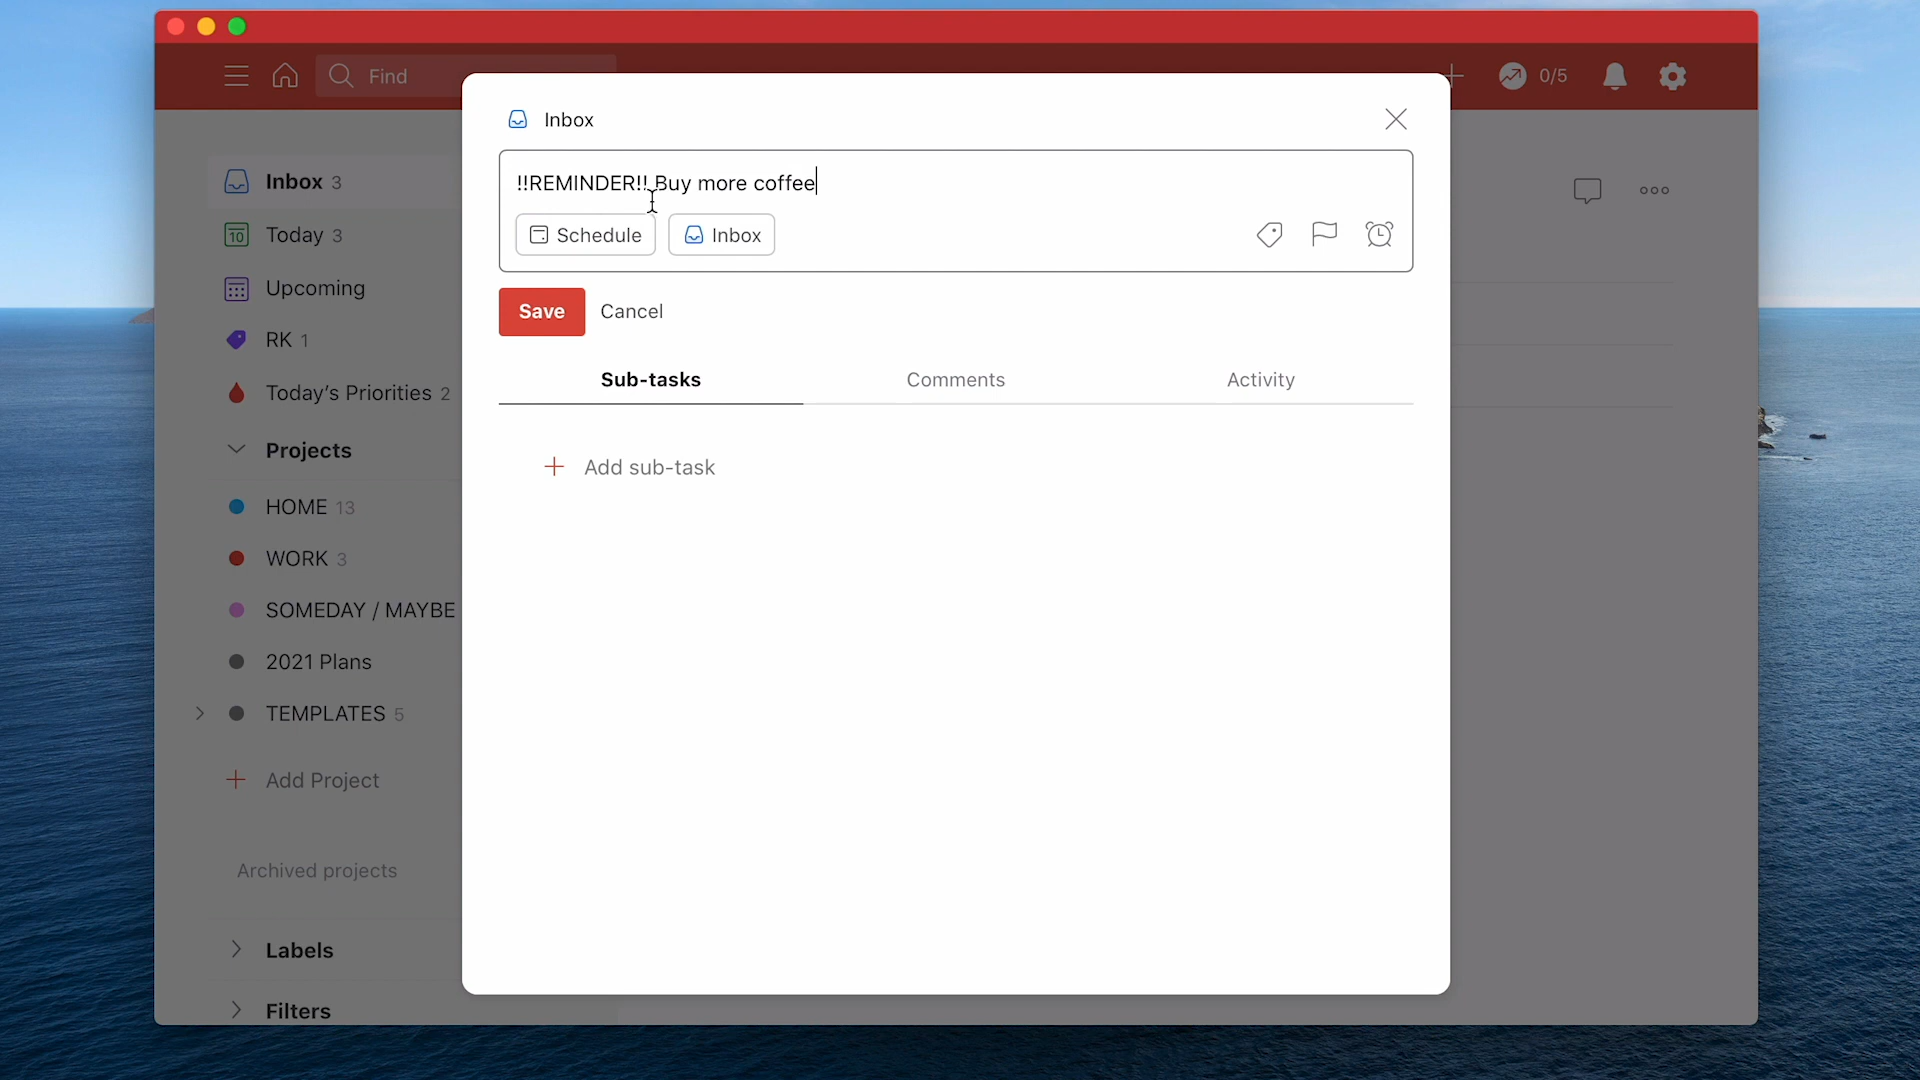 Find
0/5
Inbox
!!REMINDER!! Buy more coffee
Schedule
Inbox
Save
Cancel
Sub-tasks
Comments
Activity
Add sub-task
Inbox 3
10
Today 3
Upcoming
RK 1
Today's Priorities 2
Projects
HOME 13
WORK 3
SOMEDAY / MAYBE
2021 Plans
TEMPLATES 5
Add Project
Archived projects
Labels
Filters